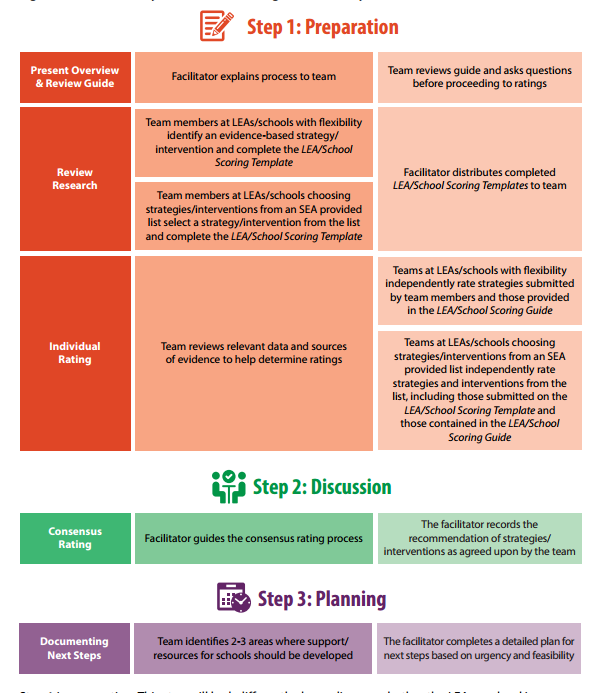 Step 1: Preparation
Present Overview
& Review Guide
Facilitator explains process to team
Team reviews guide and asks questions
before proceeding to ratings
Review
Research
Team members at LEAs/schools with flexibility
identify an evidence-based strategy/
intervention and complete the LEA/School
Scoring Template
Team members at LEAs/schools choosing
strategies/interventions from an SEA provided
list select a strategy/intervention from the list
and complete the LEA/School Scoring Template
Facilitator distributes completed
LEA/School Scoring Templates to team
Individual
Rating
Team reviews relevant data and sources
of evidence to help determine ratings
Teams at LEAs/schools with flexibility
independently rate strategies submitted
by team members and those provided
in the LEA/School Scoring Guide
Teams at LEAs/schools choosing
strategies/interventions from an SEA
provided list independently rate
strategies and interventions from the
list, including those submitted on the
LEA/School Scoring Template and
those contained in the LEA/School
Scoring Guide
Step 2: Discussion
Consensus
Rating
Facilitator guides the consensus rating process
The facilitator records the
recommendation of strategies/
interventions as agreed upon by the team
Step 3: Planning
Documenting
Next Steps
Team identifies 2-3 areas where support/
resources for schools should be developed
The facilitator completes a detailed plan for
next steps based on urgency and feasibility